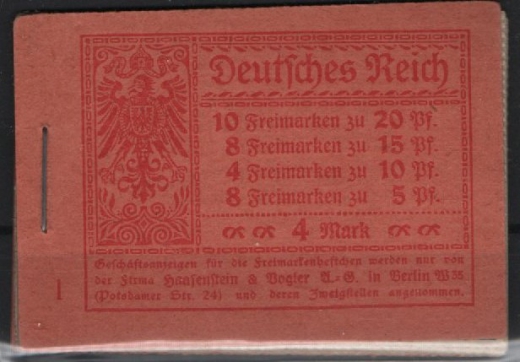 Deutsches Reich
10 Freimarken zu 20 Pf.
8 Freimarken zu 15 Pf.
4 Freimarken zu 10 Pf.
8 Freimarken zu 5 Pf.
4 Mark
Geschäftsanzeigen für die Freimarkenheftchen werden nur von
der Firma Haasenstein & Vogler A.-G. in Berlin W 35
(Potsdamer Str. 24) und deren Zweigstellen angenommen.
1